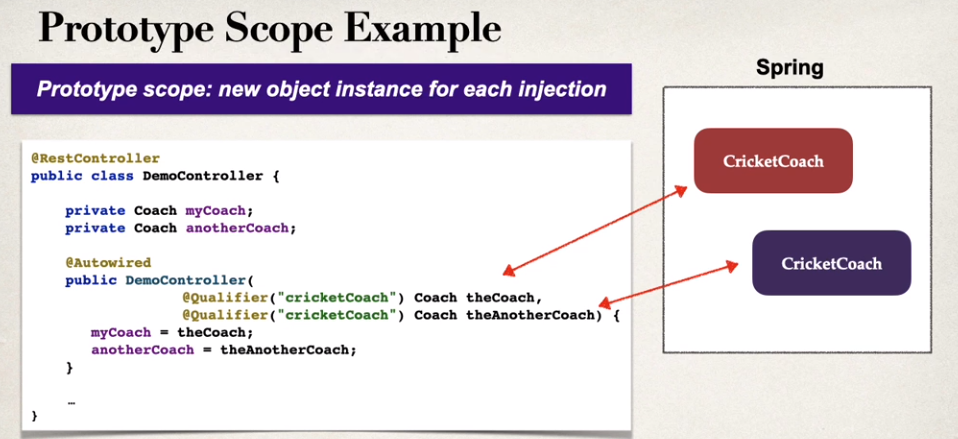 Prototype Scope Example
Prototype scope: new object instance for each injection
@RestController
public class DemoController {
private Coach myCoach;
private Coach anotherCoach;
@Autowired
public DemoController(
@Qualifier("cricketCoach") Coach theCoach,
@Qualifier("cricketCoach") Coach theAnotherCoach) {
myCoach = theCoach;
anotherCoach = theAnotherCoach;
}
…
}
Spring
CricketCoach
CricketCoach